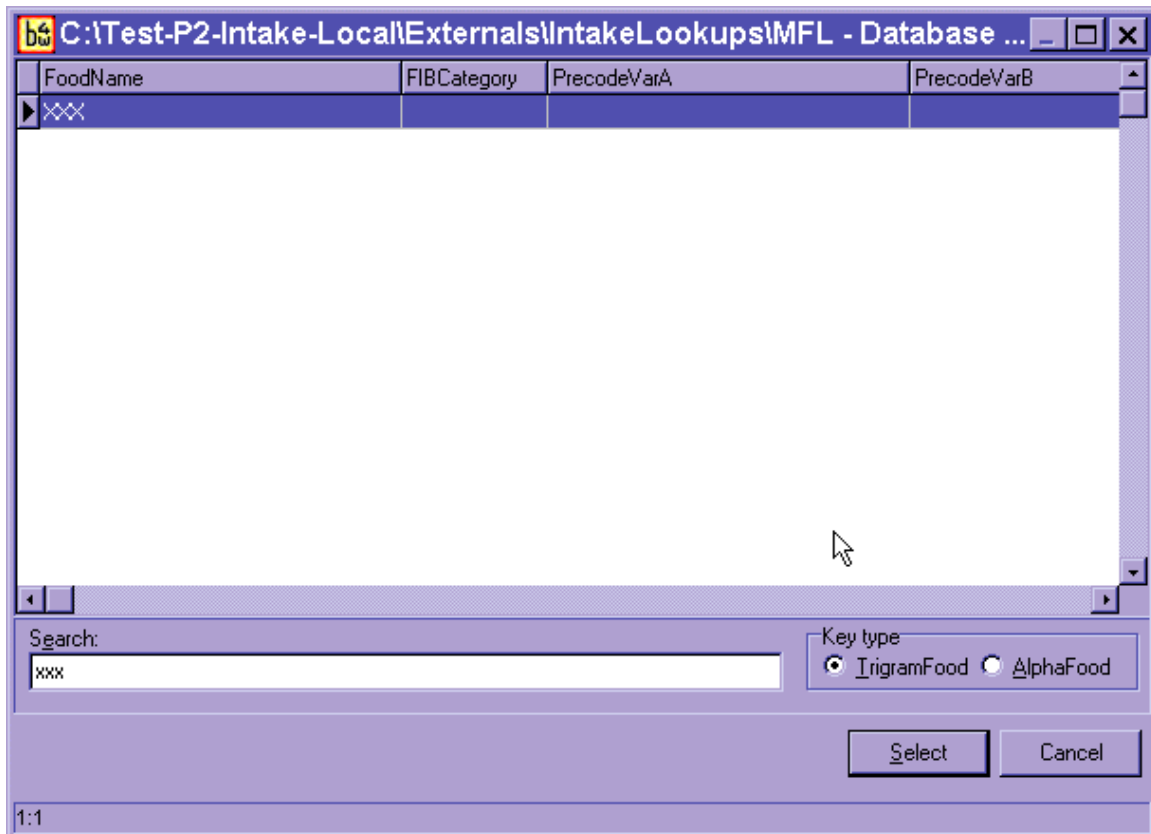 b4w C:\Test-P2-Intake-Local\Externals\IntakeLookups\MFL - Database ...
FoodName FIBCategory PrecodeVarA PrecodeVarB
XXX
Search:
xxx
Key type
TrigramFood AlphaFood
Select Cancel
1:1